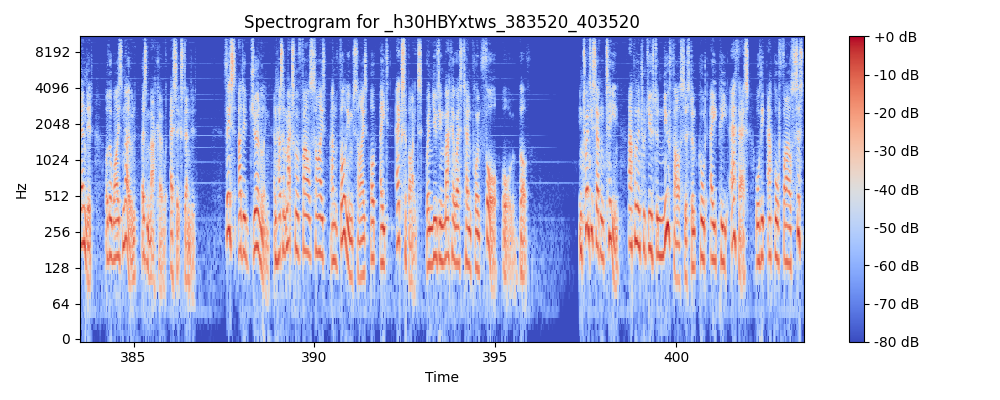 Spectrogram for _h30HBYxtws_383520_403520
Hz
8192
4096
2048
1024
512
256
128
64
0
385
390
395
400
Time
+0 dB
-10 dB
-20 dB
-30 dB
-40 dB
-50 dB
-60 dB
-70 dB
-80 dB